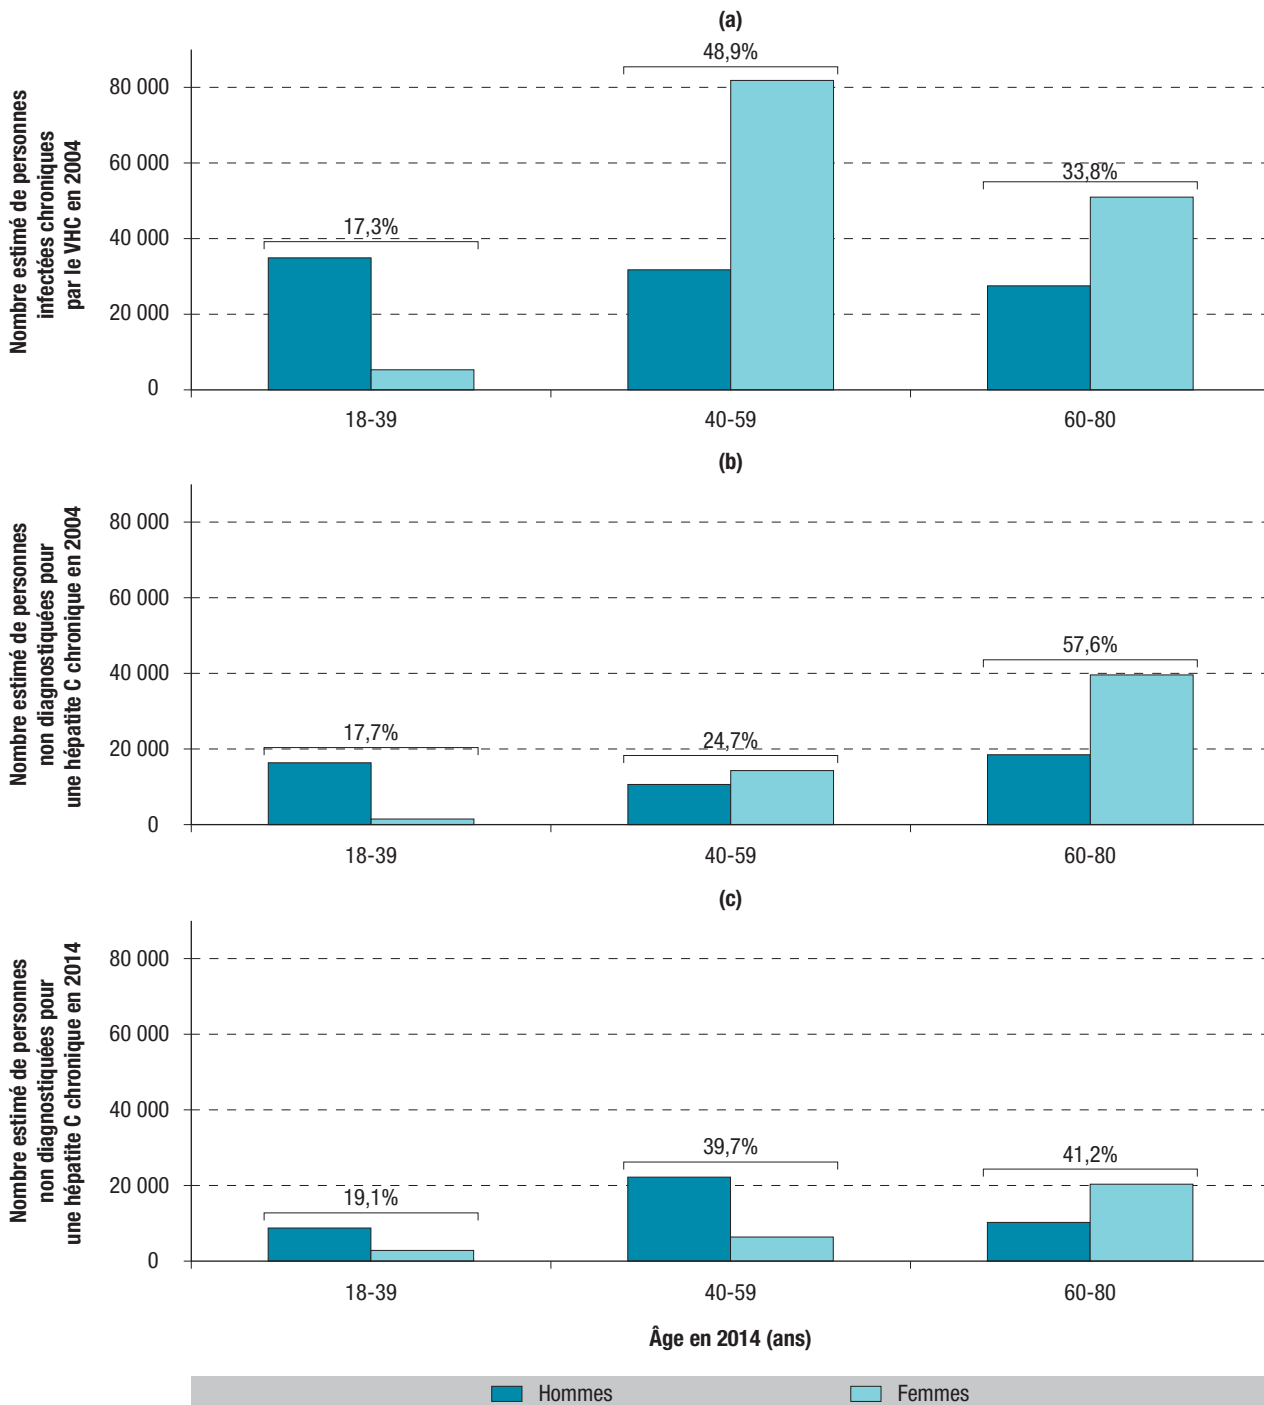 (a)
Nombre estimé de personnes
infectées chroniques
par le VHC en 2004
80 000
60 000
40 000
20 000
0
17,3%
48,9%
33,8%
18-39
40-59
60-80
(b)
Nombre estimé de personnes
non diagnostiquées pour
une hépatite C chronique en 2004
80 000
60 000
40 000
20 000
0
17,7%
24,7%
57,6%
18-39
40-59
60-80
(c)
Nombre estimé de personnes
non diagnostiquées pour
une hépatite C chronique en 2014
80 000
60 000
40 000
20 000
0
19,1%
39,7%
41,2%
18-39
40-59
60-80
Âge en 2014 (ans)
Hommes
Femmes